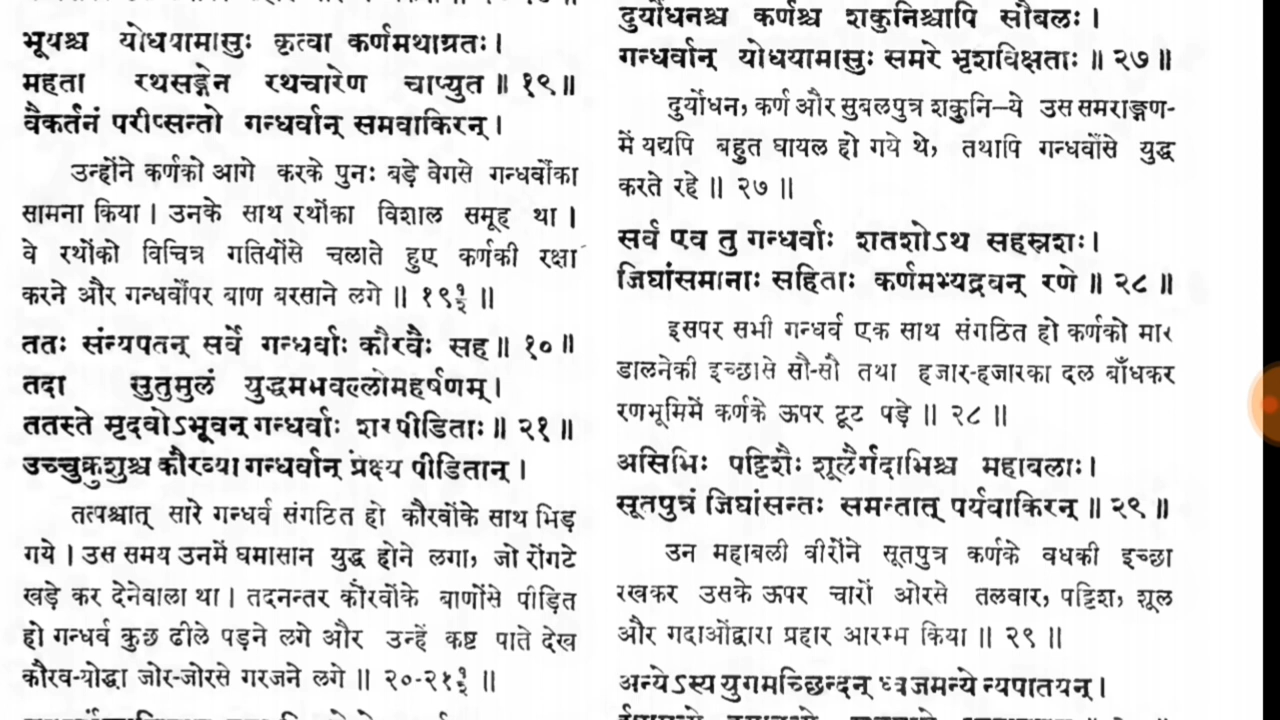 भूयश्च योधयामासुः कृत्वा कर्णमथाग्रतः।
महता रथसङ्घेन रथचारेण चाप्युत॥ १९॥
वैकर्तनं परीप्सन्तो गन्धर्वान् समवाकिरन्।
उन्होंने कर्णको आगे करके पुनः बड़े वेगसे गन्धर्वोंका
सामना किया। उनके साथ रथोंका विशाल समूह था।
वे रथोंको विचित्र गतियोंसे चलाते हुए कर्णकी रक्षा
करने और गन्धर्वोंपर बाण बरसाने लगे॥ १९१/२॥
ततः संन्यपतन् सर्वे गन्धर्वाः कौरवैः सह॥ १०॥
तदा सुतुमुलं युद्धमभवल्लोमहर्षणम्।
ततस्ते मृदवोऽभूवन् गन्धर्वाः शरपीडिताः॥ २१॥
उच्चुक्रुशुश्च कौरव्या गन्धर्वान् प्रेक्ष्य पीडितान्।
तत्पश्चात् सारे गन्धर्व संगठित हो कौरवोंके साथ भिड़
गये। उस समय उनमें घमासान युद्ध होने लगा, जो रोंगटे
खड़े कर देनेवाला था। तदनन्तर कौरवोंके बाणोंसे पीड़ित
हो गन्धर्व कुछ ढीले पड़ने लगे और उन्हें कष्ट पाते देख
कौरव-योद्धा जोर-जोरसे गरजने लगे॥ २०-२११/२॥
दुर्योधनश्च कर्णश्च शकुनिश्चापि सौबलः।
गन्धर्वान् योधयामासुः समरे भृशविक्षताः॥ २७॥
दुर्योधन, कर्ण और सुबलपुत्र शकुनि—ये उस समराङ्गण-
में यद्यपि बहुत घायल हो गये थे, तथापि गन्धर्वोंसे युद्ध
करते रहे॥ २७॥
सर्व एव तु गन्धर्वाः शतशोऽथ सहस्रशः।
जिघांसमानाः सहिताः कर्णमभ्यद्रवन् रणे॥ २८॥
इसपर सभी गन्धर्व एक साथ संगठित हो कर्णको मार
डालनेकी इच्छासे सौ-सौ तथा हजार-हजारका दल बाँधकर
रणभूमिमें कर्णके ऊपर टूट पड़े॥ २८॥
असिभिः पट्टिशैः शूलैर्गदाभिश्च महाबलाः।
सूतपुत्रं जिघांसन्तः समन्तात् पर्यवाकिरन्॥ २९॥
उन महाबली वीरोंने सूतपुत्र कर्णके वधकी इच्छा
रखकर उसके ऊपर चारों ओरसे तलवार, पट्टिश, शूल
और गदाओंद्वारा प्रहार आरम्भ किया॥ २९॥
अन्येऽस्य युगमच्छिन्दन् ध्वजमन्ये न्यपातयन्।